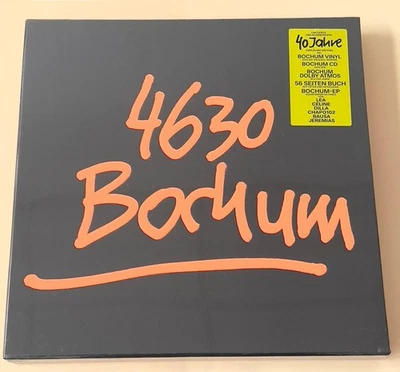 40 Jahre
BOCHUM VINYL
BOCHUM CD
BOCHUM
DOLBY ATMOS
56 SEITEN BUCH
BOCHUM-EP
LEA
CÉLINE
DILLA
CHAPO102
BAUSA
JEREMIAS
4630
Bochum